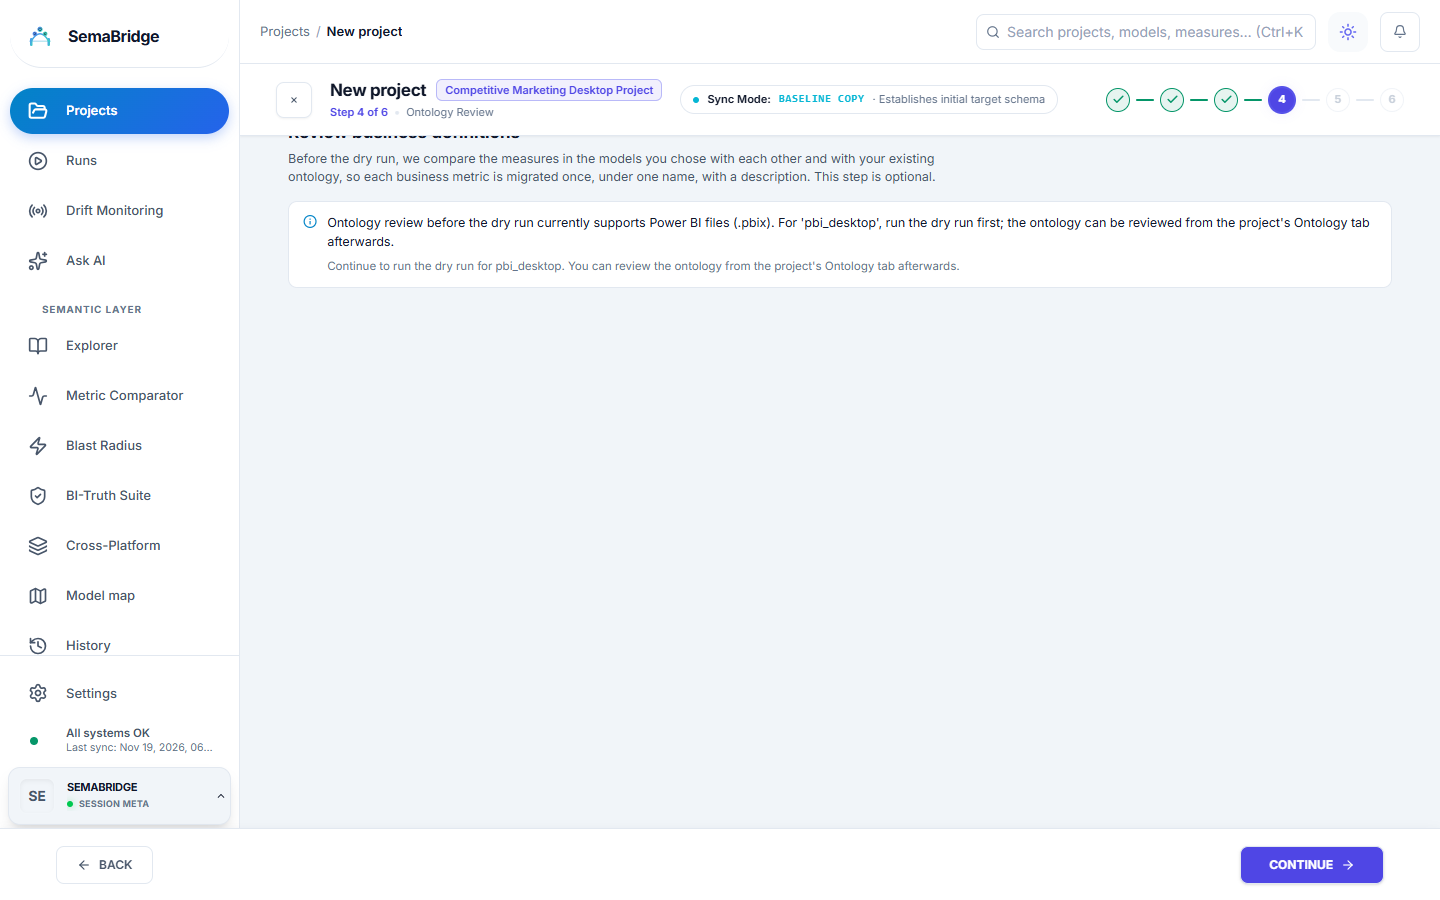 SemaBridge
Projects
Runs
Drift Monitoring
Ask AI
SEMANTIC LAYER
Explorer
Metric Comparator
Blast Radius
BI-Truth Suite
Cross-Platform
Model map
History
Settings
All systems OK
Last sync: Nov 19, 2026, 06...
SE
SEMABRIDGE
SESSION META
Projects / New project
Search projects, models, measures... (Ctrl+K
×
New project
Competitive Marketing Desktop Project
Step 4 of 6 • Ontology Review
Sync Mode: BASELINE COPY · Establishes initial target schema
4
5
6
Review business definitions
Before the dry run, we compare the measures in the models you chose with each other and with your existing
ontology, so each business metric is migrated once, under one name, with a description. This step is optional.
Ontology review before the dry run currently supports Power BI files (.pbix). For 'pbi_desktop', run the dry run first; the ontology can be reviewed from the project's Ontology tab
afterwards.
Continue to run the dry run for pbi_desktop. You can review the ontology from the project's Ontology tab afterwards.
BACK
CONTINUE